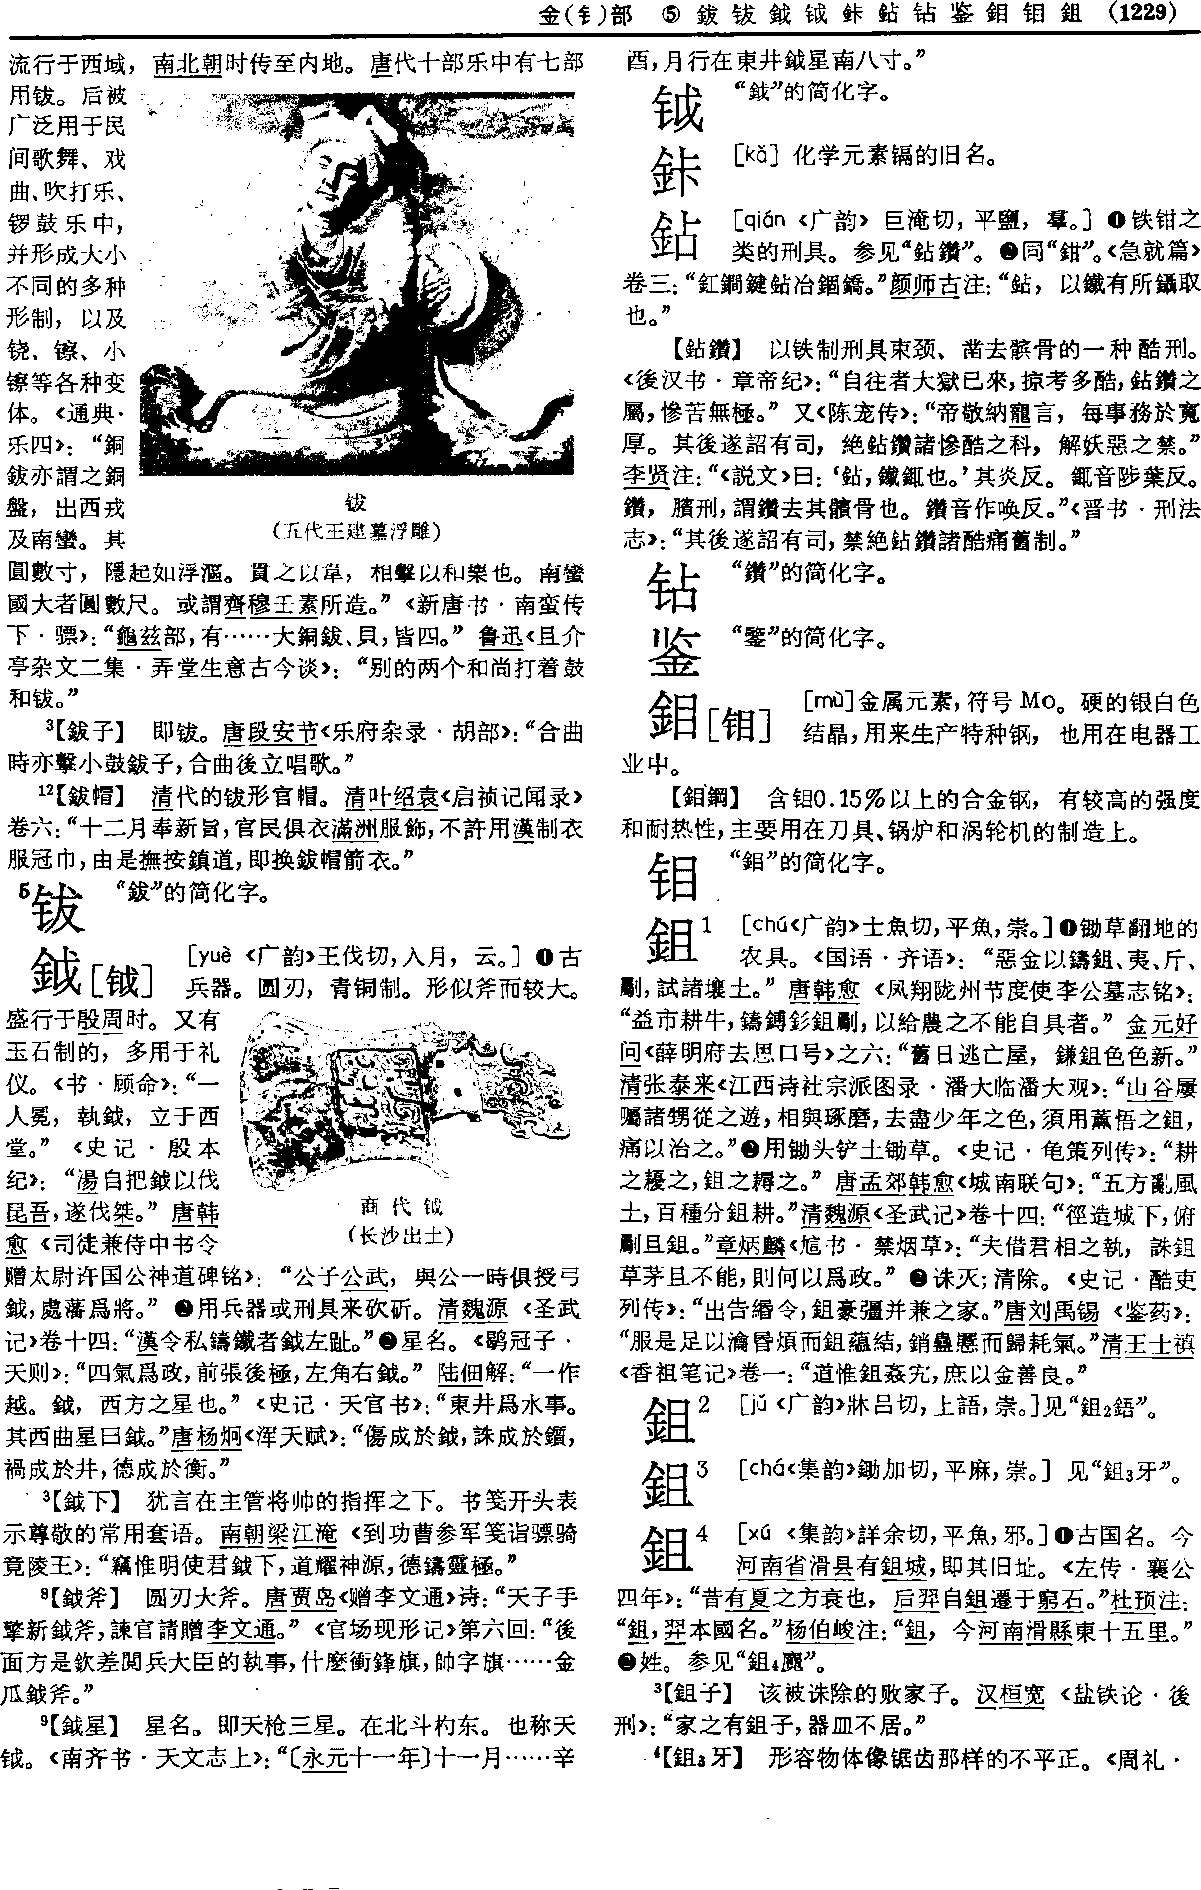 金(钅)部 ⑤ 鈸 钹 鉞 钺 鉲 鉆 钻 鉴 鉬 钼 鉏 (1229)
流行于西域，南北朝时传至内地。唐代十部乐中有七部
用钹。后被
广泛用于民
间歌舞、戏
曲、吹打乐、
锣鼓乐中，
并形成大小
不同的多种
形制，以及
铙、镲、小
镲等各种变
体。《通典·
乐四》：“銅
鈸亦謂之銅
盤，出西戎
及南蠻。其
钹
（五代王建墓浮雕）
圓數寸，隱起如浮漚。貫之以韋，相擊以和樂也。南蠻
國大者圓數尺。或謂齊穆王素所造。”《新唐书·南蛮传
下·骠》：“龜兹部，有……大銅鈸、貝，皆四。”鲁迅《且介
亭杂文二集·弄堂生意古今谈》：“别的两个和尚打着鼓
和钹。”
³【鈸子】 即钹。唐段安节《乐府杂录·胡部》：“合曲
時亦擊小鼓鈸子，合曲後立唱歌。”
¹²【鈸帽】 清代的钹形官帽。清叶绍袁《启祯记闻录》
卷六：“十二月奉新旨，官民俱衣滿洲服飾，不許用漢制衣
服冠巾，由是撫按鎮道，即换鈸帽箭衣。”
5钹 “鈸”的简化字。
鉞[钺] [yuè 《广韵》王伐切，入月，云。] ❶古
兵器。圆刃，青铜制。形似斧而较大。
盛行于殷周时。又有
玉石制的，多用于礼
仪。《书·顾命》：“一
人冕，執鉞，立于西
堂。”《史记·殷本
纪》：“湯自把鉞以伐
昆吾，遂伐桀。”唐韩
愈《司徒兼侍中书令
商代钺
（长沙出土）
赠太尉许国公神道碑铭》：“公子公武，與公一時俱授弓
鉞，處藩爲將。”❷用兵器或刑具来砍斫。清魏源《圣武
记》卷十四：“漢令私鑄鐵者鉞左趾。”❸星名。《鹖冠子·
天则》：“四氣爲政，前張後極，左角右鉞。”陆佃解：“一作
越。鉞，西方之星也。”《史记·天官书》：“東井爲水事。
其西曲星曰鉞。”唐杨炯《浑天赋》：“傷成於鉞，誅成於鑕，
禍成於井，德成於衡。”
³【鉞下】 犹言在主管将帅的指挥之下。书笺开头表
示尊敬的常用套语。南朝梁江淹《到功曹参军笺诣骠骑
竟陵王》：“竊惟明使君鉞下，道耀神源，德鑄靈極。”
⁸【鉞斧】 圆刃大斧。唐贾岛《赠李文通》诗：“天子手
擎新鉞斧，諫官請贈李文通。”《官场现形记》第六回：“後
面方是欽差閲兵大臣的執事，什麽衝鋒旗，帥字旗……金
瓜鉞斧。”
⁹【鉞星】 星名。即天枪三星。在北斗杓东。也称天
钺。《南齐书·天文志上》：“〔永元十一年〕十一月……辛
酉，月行在東井鉞星南八寸。”
钺 “鉞”的简化字。
鉲 [kǎ] 化学元素锎的旧名。
鉆 [qián 《广韵》巨淹切，平鹽，羣。] ❶铁钳之
类的刑具。参见“鉆鑽”。❷同“鉗”。《急就篇》
卷三：“釭鐧鍵鉆冶錮鐈。”颜师古注：“鉆，以鐵有所鑷取
也。”
【鉆鑽】 以铁制刑具束颈、凿去髌骨的一种酷刑。
《後汉书·章帝纪》：“自往者大獄已來，掠考多酷，鉆鑽之
屬，慘苦無極。”又《陈宠传》：“帝敬納寵言，每事務於寬
厚。其後遂詔有司，絶鉆鑽諸慘酷之科，解妖惡之禁。”
李贤注：“《説文》曰：‘鉆，鐵鉔也。’其炎反。鉔音陟葉反。
鑽，臏刑，謂鑽去其髕骨也。鑽音作唤反。”《晋书·刑法
志》：“其後遂詔有司，禁絶鉆鑽諸酷痛舊制。”
钻 “鑽”的简化字。
鉴 “鑒”的简化字。
鉬[钼] [mù]金属元素，符号 Mo。硬的银白色
结晶，用来生产特种钢，也用在电器工
业中。
【鉬鋼】 含钼0.15%以上的合金钢，有较高的强度
和耐热性，主要用在刀具、锅炉和涡轮机的制造上。
钼 “鉬”的简化字。
鉏1 [chú《广韵》士魚切，平魚，崇。]❶锄草翻地的
农具。《国语·齐语》：“惡金以鑄鉏、夷、斤、
劚，試諸壤土。”唐韩愈《凤翔陇州节度使李公墓志铭》：
“益市耕牛，鑄鎛釤鉏劚，以給農之不能自具者。”金元好
问《薛明府去思口号》之六：“舊日逃亡屋，鎌鉏色色新。”
清张泰来《江西诗社宗派图录·潘大临潘大观》：“山谷屢
囑諸甥從之遊，相與琢磨，去盡少年之色，須用薰悟之鉏，
痛以治之。”❷用锄头铲土锄草。《史记·龟策列传》：“耕
之耰之，鉏之耨之。”唐孟郊韩愈《城南联句》：“五方亂風
土，百種分鉏耕。”清魏源《圣武记》卷十四：“徑造城下，俯
劚且鉏。”章炳麟《訄书·禁烟草》：“夫借君相之埶，誅鉏
草茅且不能，則何以爲政。”❸诛灭；清除。《史记·酷吏
列传》：“出告緡令，鉏豪彊并兼之家。”唐刘禹锡《鉴药》：
“服是足以瀹昏煩而鉏蘊結，銷蠱慝而歸耗氣。”清王士禛
《香祖笔记》卷一：“道惟鉏姦宄，庶以金善良。”
鉏2 [jǔ《广韵》牀吕切，上語，崇。]见“鉏₂鋙”。
鉏3 [chá《集韵》鋤加切，平麻，崇。] 见“鉏₃牙”。
鉏4 [xú 《集韵》詳余切，平魚，邪。]❶古国名。今
河南省滑县有鉏城，即其旧址。《左传·襄公
四年》：“昔有夏之方衰也，后羿自鉏遷于窮石。”杜预注：
“鉏，羿本國名。”杨伯峻注：“鉏，今河南滑縣東十五里。”
❷姓。参见“鉏₄麑”。
³【鉏子】 该被诛除的败家子。汉桓宽《盐铁论·後
刑》：“家之有鉏子，器皿不居。”
⁴【鉏₃牙】 形容物体像锯齿那样的不平正。《周礼·